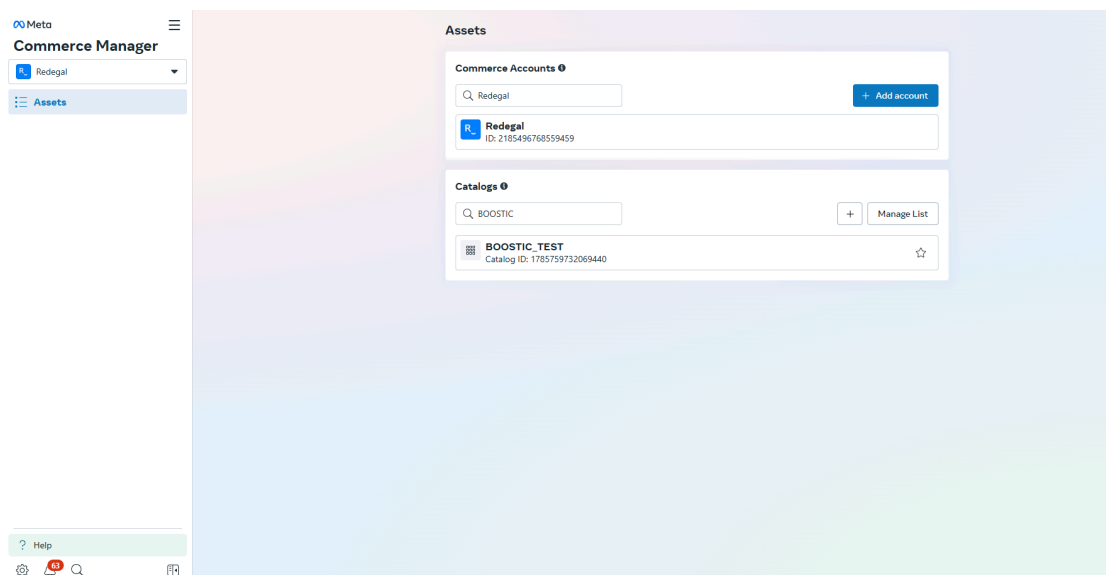 Meta
Commerce Manager
R_ Redegal
Assets
? Help
63
Assets
Commerce Accounts
Redegal
+ Add account
R_ Redegal
ID: 2185496768559459
Catalogs
BOOSTIC
+ Manage List
BOOSTIC_TEST
Catalog ID: 1785759732069440